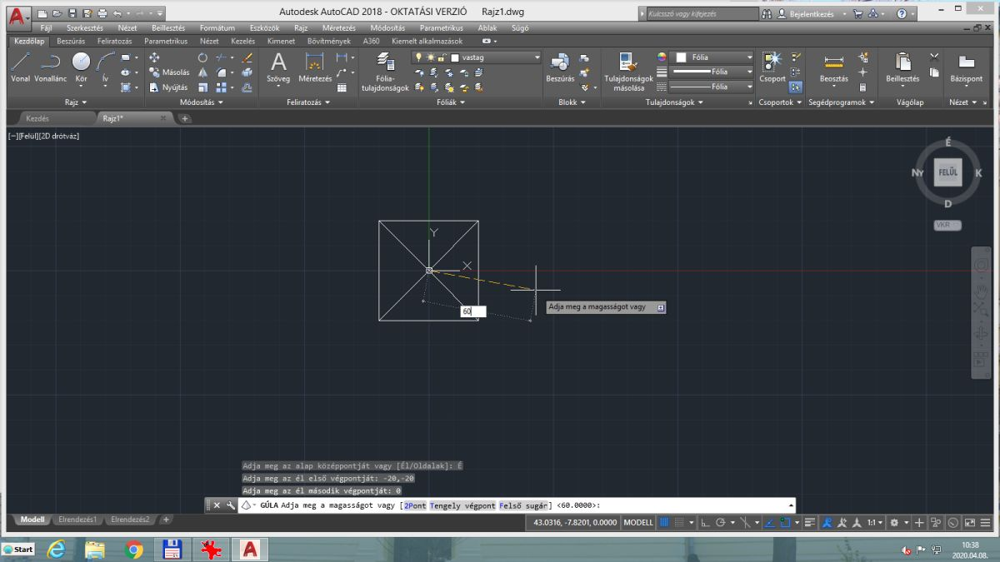 Autodesk AutoCAD 2018 - OKTATÁSI VERZIÓ Rajz1.dwg
Kulcsszó vagy kifejezés
Bejelentkezés
Fájl Szerkesztés Nézet Beillesztés Formátum Eszközök Rajz Méretezés Módosítás Parametrikus Ablak Súgó
Kezdőlap Beszúrás Feliratozás Parametrikus Nézet Kezelés Kimenet Bővítmények A360 Kiemelt alkalmazások
Vonal Vonallánc Kör Ív
Másolás
Nyújtás
Szöveg Méretezés
Fólia-
tulajdonságok
vastag
Beszúrás
Tulajdonságok
másolása
Fólia
Fólia
Fólia
Csoport
Beosztás
Beillesztés
Bázispont
Rajz Módosítás Feliratozás Fóliák Blokk Tulajdonságok Csoportok Segédprogramok Vágólap Nézet
Kezdés Rajz1*
[−][Felül][2D drótváz]
É
Ny FELÜL K
D
VKR
Y
X
60
Adja meg a magasságot vagy
Adja meg az alap középpontját vagy [Él/Oldalak]: É
Adja meg az él első végpontját: -20,-20
Adja meg az él második végpontját: 0
GÚLA Adja meg a magasságot vagy [2Pont Tengely végpont Felső sugár] <60.0000>:
Modell Elrendezés1 Elrendezés2 +
43.0316, -7.8201, 0.0000 MODELL 1:1
Start
10:38
2020.04.08.